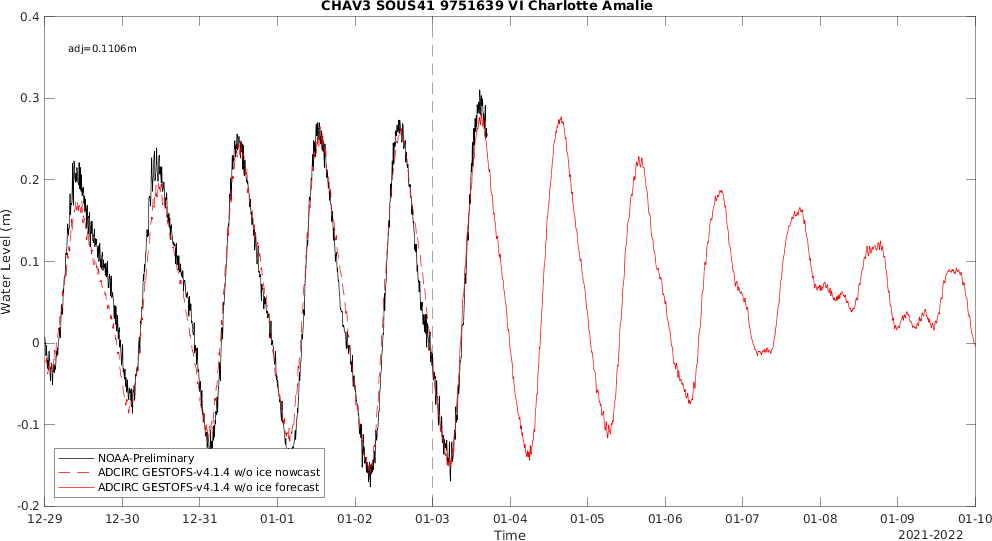 CHAV3 SOUS41 9751639 VI Charlotte Amalie
0.4
adj=0.1106m
0.3
0.2
0.1
0
-0.1
-0.2
Water Level (m)
NOAA-Preliminary
ADCIRC GESTOFS-v4.1.4 w/o ice nowcast
ADCIRC GESTOFS-v4.1.4 w/o ice forecast
12-29 12-30 12-31 01-01 01-02 01-03 01-04 01-05 01-06 01-07 01-08 01-09 01-10
Time
2021-2022